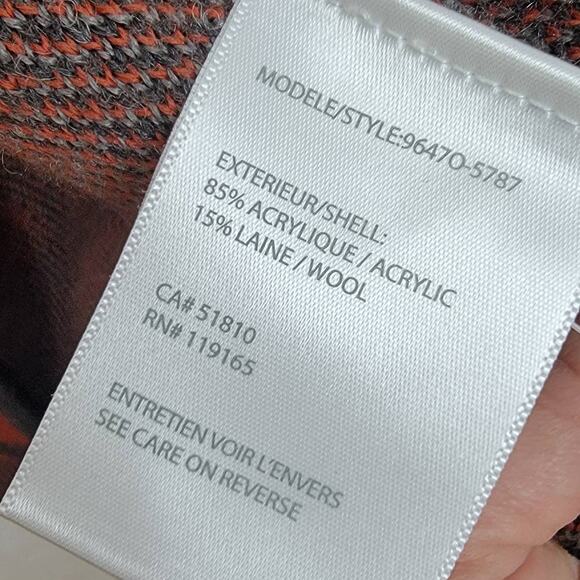 MODELE/STYLE:9647O-5787
EXTERIEUR/SHELL:
85% ACRYLIQUE / ACRYLIC
15% LAINE / WOOL
CA# 51810
RN# 119165
ENTRETIEN VOIR L'ENVERS
SEE CARE ON REVERSE